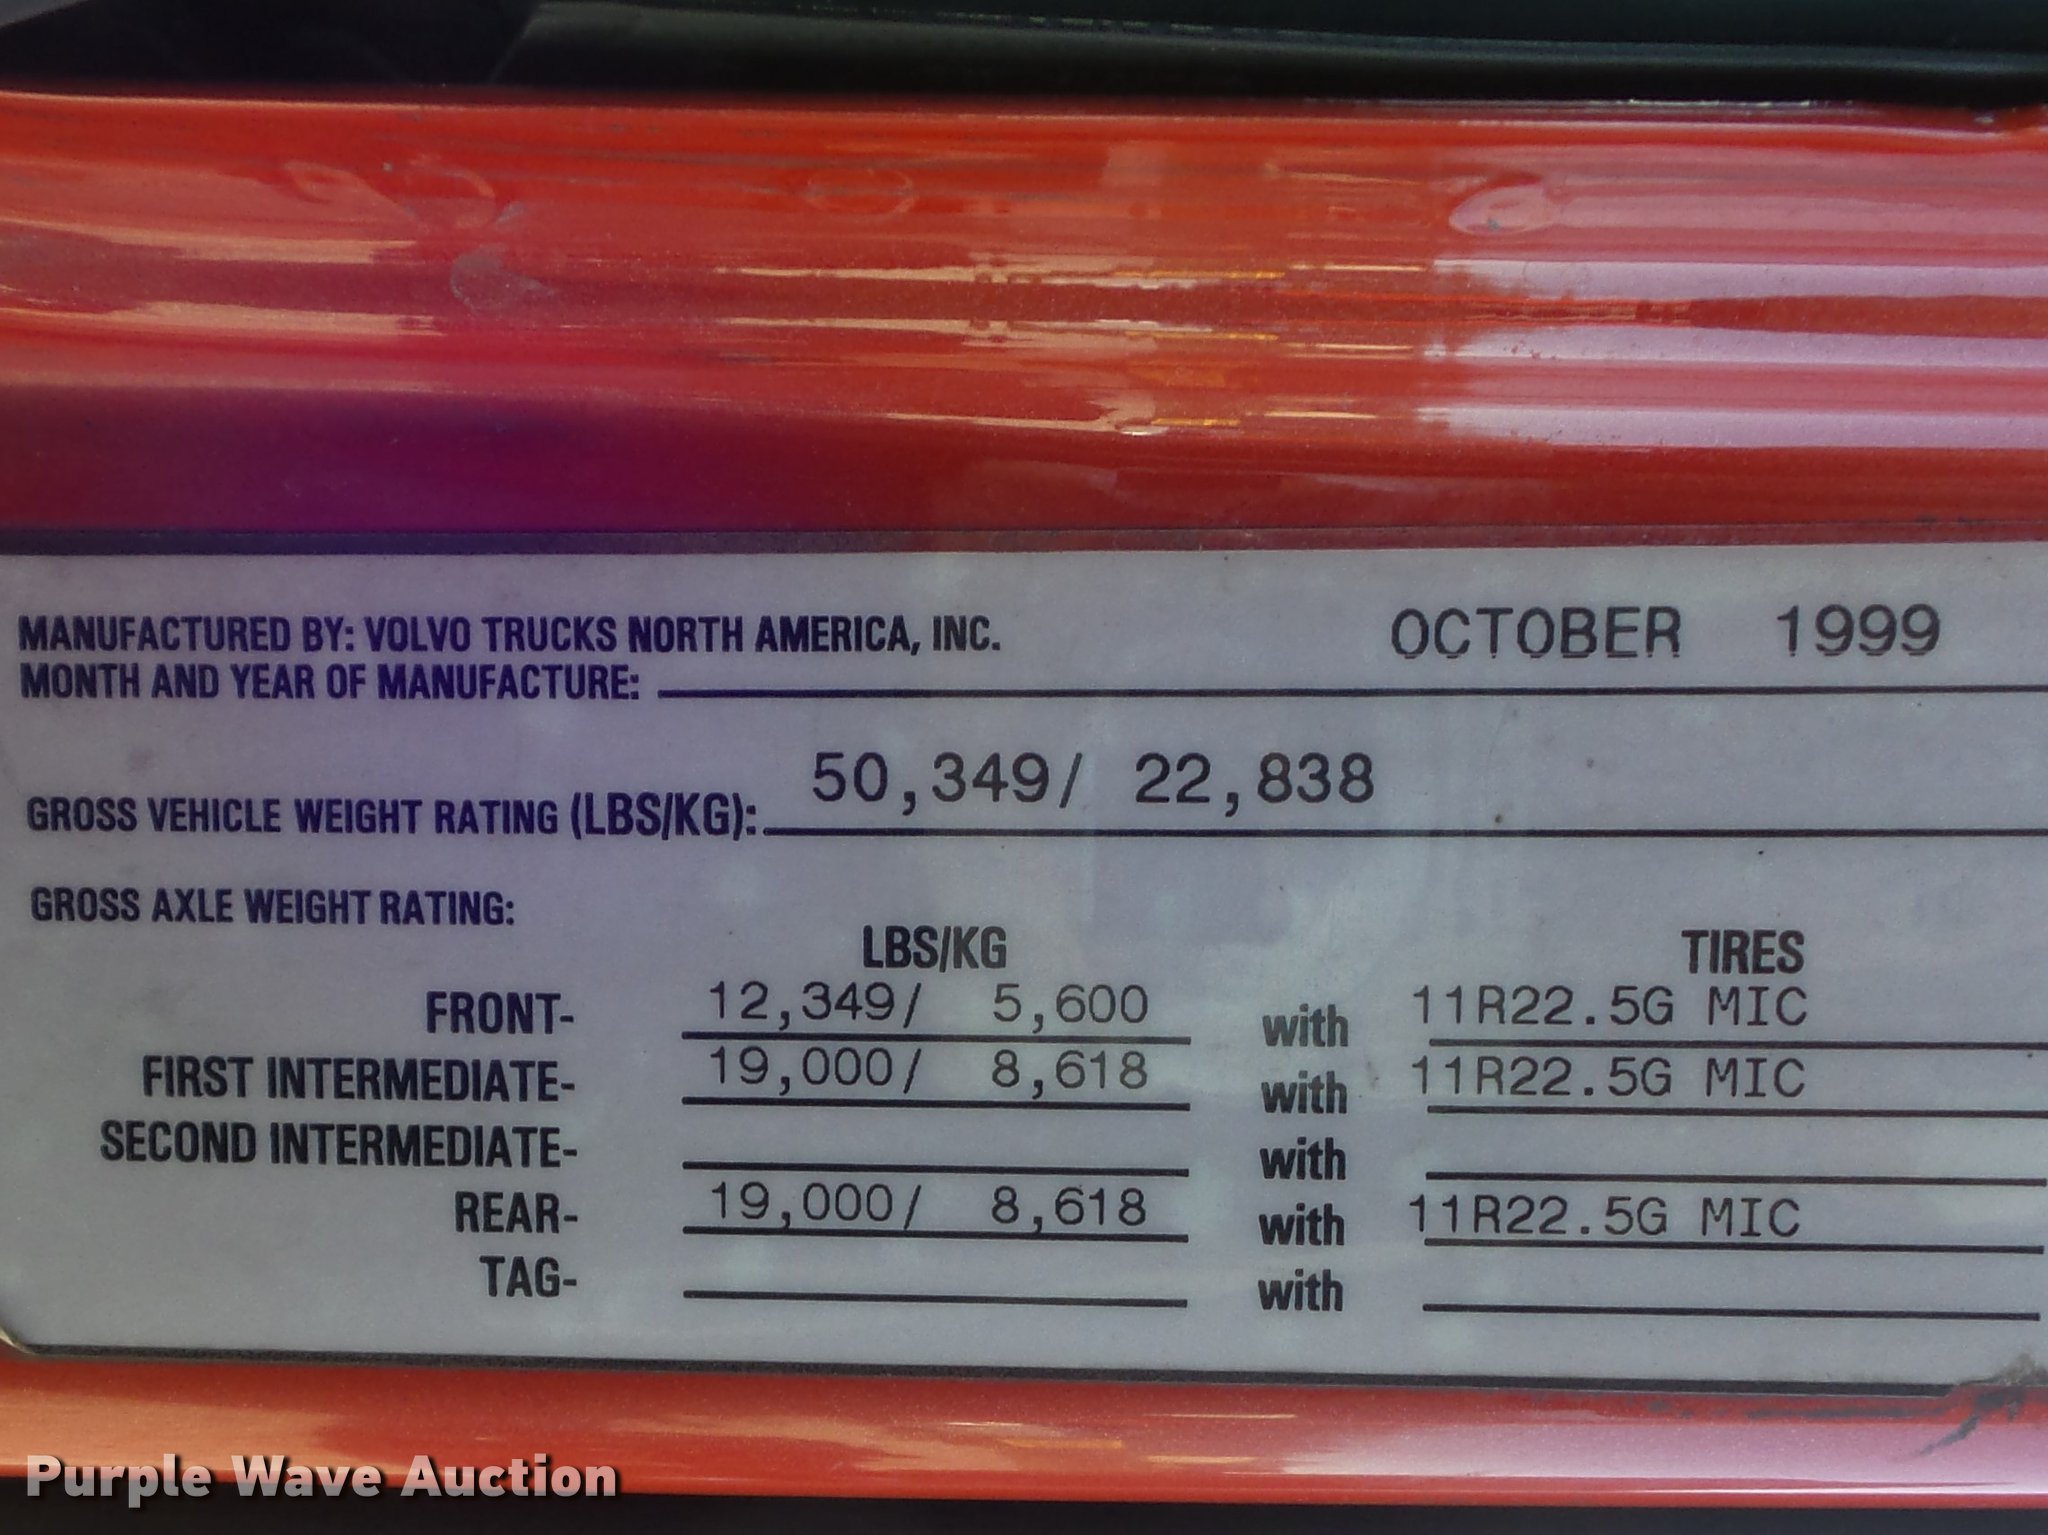 MANUFACTURED BY: VOLVO TRUCKS NORTH AMERICA, INC. OCTOBER 1999
MONTH AND YEAR OF MANUFACTURE:
GROSS VEHICLE WEIGHT RATING (LBS/KG): 50,349/ 22,838
GROSS AXLE WEIGHT RATING:
LBS/KG TIRES
FRONT- 12,349/ 5,600 with 11R22.5G MIC
FIRST INTERMEDIATE- 19,000/ 8,618 with 11R22.5G MIC
SECOND INTERMEDIATE- with
REAR- 19,000/ 8,618 with 11R22.5G MIC
TAG- with
Purple Wave Auction